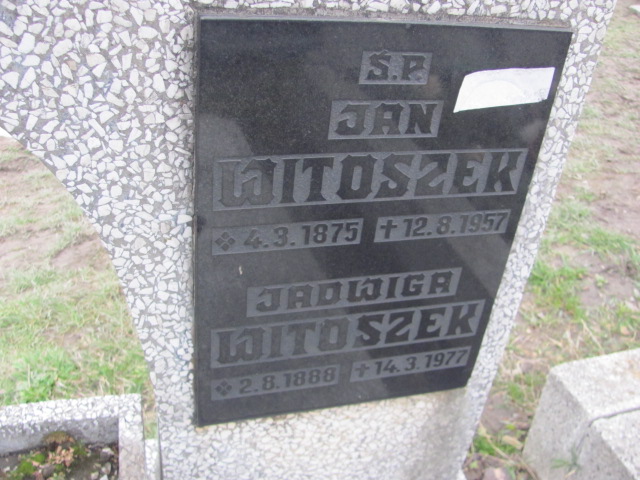 Ś.P.
JAN
WITOSZEK
4.3.1875 12.8.1957
JADWIGA
WITOSZEK
2.8.1888 14.3.1977